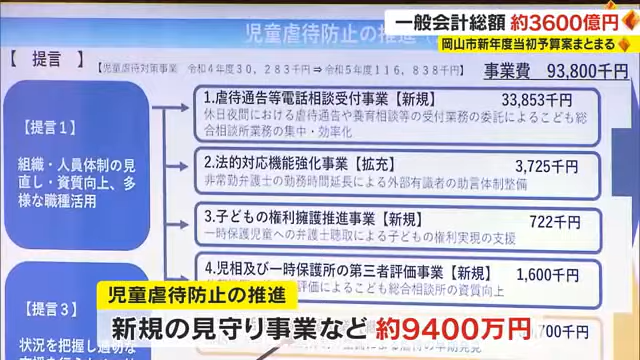 一般会計総額 約3600億円
岡山市新年度当初予算案まとまる
児童虐待防止の推進
【 提言 】
【児童虐待対策事業 令和4年度30,283千円⇒令和5年度116,838千円】
事業費 93,800千円
【提言1】
組織・人員体制の見
直し・資質向上、多
様な職種活用
1.虐待通告等電話相談受付事業【新規】 33,853千円
休日夜間における虐待通告や養育相談等の受付業務の委託によるこども総
合相談所業務の集中・効率化
2.法的対応機能強化事業【拡充】 3,725千円
非常勤弁護士の勤務時間延長による外部有識者の助言体制整備
3.子どもの権利擁護推進事業【新規】 722千円
一時保護児童への弁護士聴取による子どもの権利実現の支援
4.児相及び一時保護所の第三者評価事業【新規】 1,600千円
評価によるこども総合相談所の資質向上
【提言3】
状況を把握し適切な
,700千円
児童虐待防止の推進
新規の見守り事業など 約9400万円